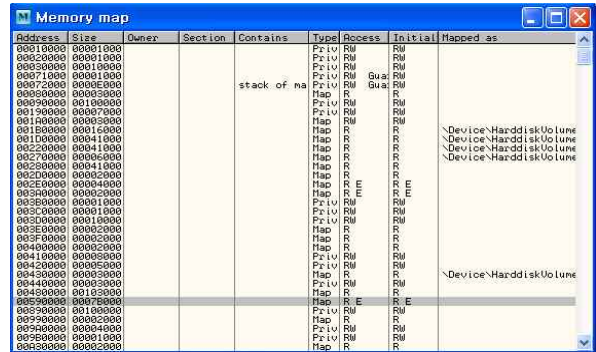 Memory map
Address Size Owner Section Contains Type Access Initial Mapped as
00010000 00001000 Priv RW RW
00020000 00001000 Priv RW RW
00030000 00010000 Priv RW RW
00071000 00001000 Priv RW Gua: RW
00072000 0000E000 stack of ma Priv RW Gua: RW
00080000 00003000 Map R R
00090000 00100000 Priv RW RW
00190000 00007000 Priv RW RW
001A0000 00003000 Map RW RW
001B0000 00016000 Map R R \Device\HarddiskVolume
001D0000 00041000 Map R R \Device\HarddiskVolume
00220000 00041000 Map R R \Device\HarddiskVolume
00270000 00006000 Map R R \Device\HarddiskVolume
00280000 00041000 Map R R
002D0000 00002000 Map R R
002E0000 00004000 Map R E R E
003A0000 00002000 Map R E R E
003B0000 00001000 Priv RW RW
003C0000 00001000 Priv RW RW
003D0000 00010000 Priv RW RW
003E0000 00002000 Map R R
003F0000 00002000 Map R R
00400000 00002000 Map R R
00410000 00008000 Priv RW RW
00420000 00005000 Priv RW RW
00430000 00003000 Map R R \Device\HarddiskVolume
00440000 00003000 Priv RW RW
00480000 00103000 Map R R
00590000 0007B000 Map R E R E
00890000 00100000 Priv RW RW
00990000 00002000 Map R R
009A0000 00004000 Priv RW RW
009B0000 00001000 Priv RW RW
00A30000 00002000 Map R R